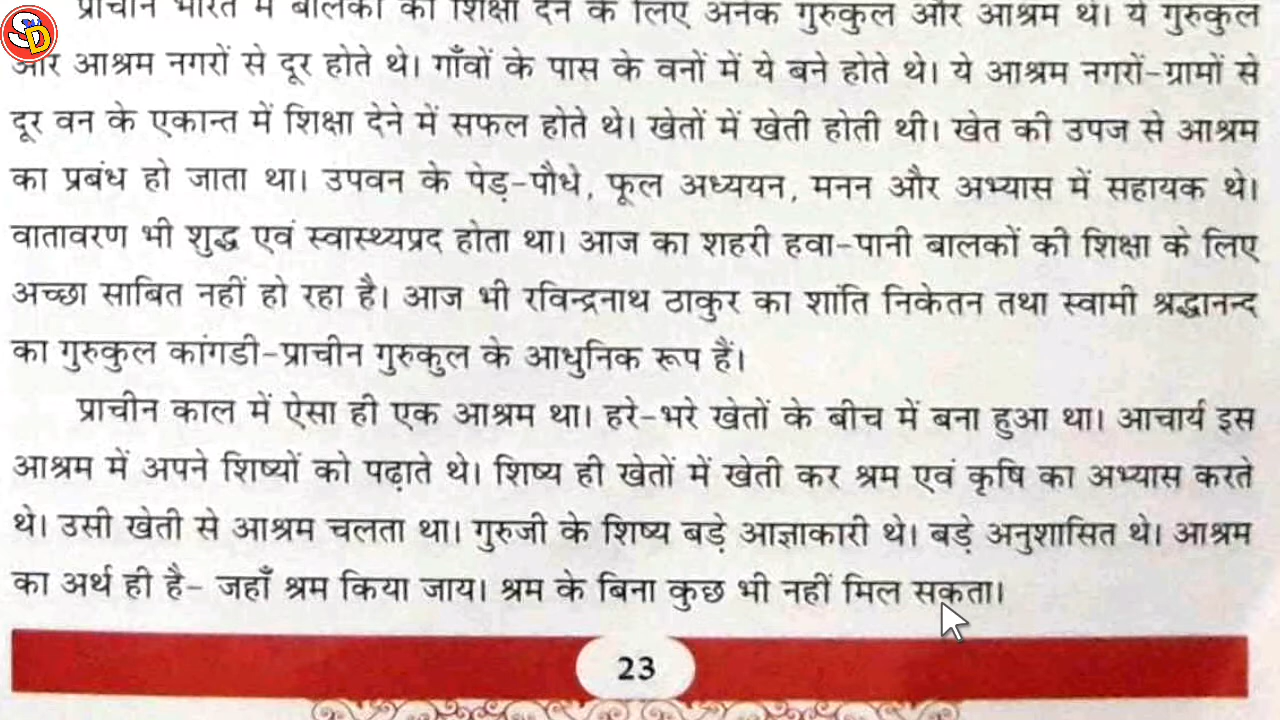 प्राचीन भारत में बालकों को शिक्षा देने के लिए अनेक गुरुकुल और आश्रम थे। ये गुरुकुल
और आश्रम नगरों से दूर होते थे। गाँवों के पास के वनों में ये बने होते थे। ये आश्रम नगरों-ग्रामों से
दूर वन के एकान्त में शिक्षा देने में सफल होते थे। खेतों में खेती होती थी। खेत की उपज से आश्रम
का प्रबंध हो जाता था। उपवन के पेड़-पौधे, फूल अध्ययन, मनन और अभ्यास में सहायक थे।
वातावरण भी शुद्ध एवं स्वास्थ्यप्रद होता था। आज का शहरी हवा-पानी बालकों की शिक्षा के लिए
अच्छा साबित नहीं हो रहा है। आज भी रविन्द्रनाथ ठाकुर का शांति निकेतन तथा स्वामी श्रद्धानन्द
का गुरुकुल कांगडी-प्राचीन गुरुकुल के आधुनिक रूप हैं।
प्राचीन काल में ऐसा ही एक आश्रम था। हरे-भरे खेतों के बीच में बना हुआ था। आचार्य इस
आश्रम में अपने शिष्यों को पढ़ाते थे। शिष्य ही खेतों में खेती कर श्रम एवं कृषि का अभ्यास करते
थे। उसी खेती से आश्रम चलता था। गुरुजी के शिष्य बड़े आज्ञाकारी थे। बड़े अनुशासित थे। आश्रम
का अर्थ ही है- जहाँ श्रम किया जाय। श्रम के बिना कुछ भी नहीं मिल सकता।
23